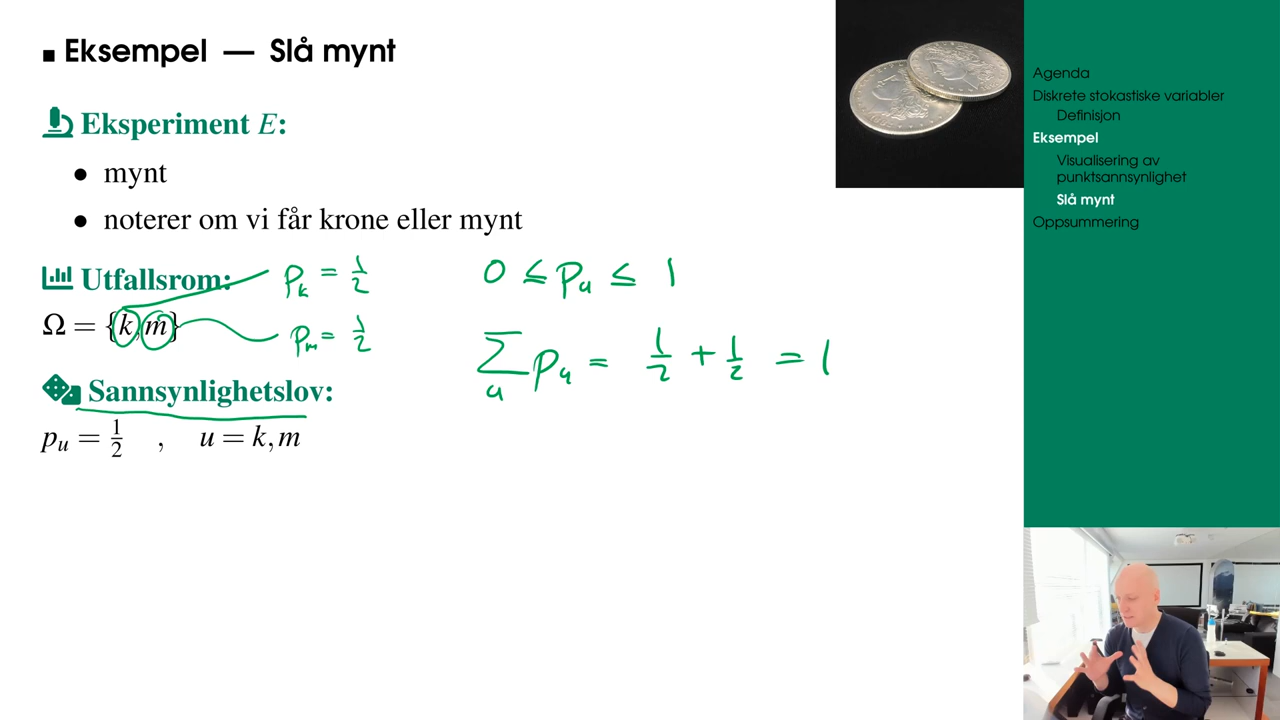 Eksempel — Slå mynt
Eksperiment E:
• mynt
• noterer om vi får krone eller mynt
Utfallsrom:
Ω = {k, m}
p_k = 1/2
p_m = 1/2
Sannsynlighetslov:
p_u = 1/2 , u = k, m
0 ≤ p_u ≤ 1
∑_u p_u = 1/2 + 1/2 = 1
Agenda
Diskrete stokastiske variabler
Definisjon
Eksempel
Visualisering av
punktsannsynlighet
Slå mynt
Oppsummering